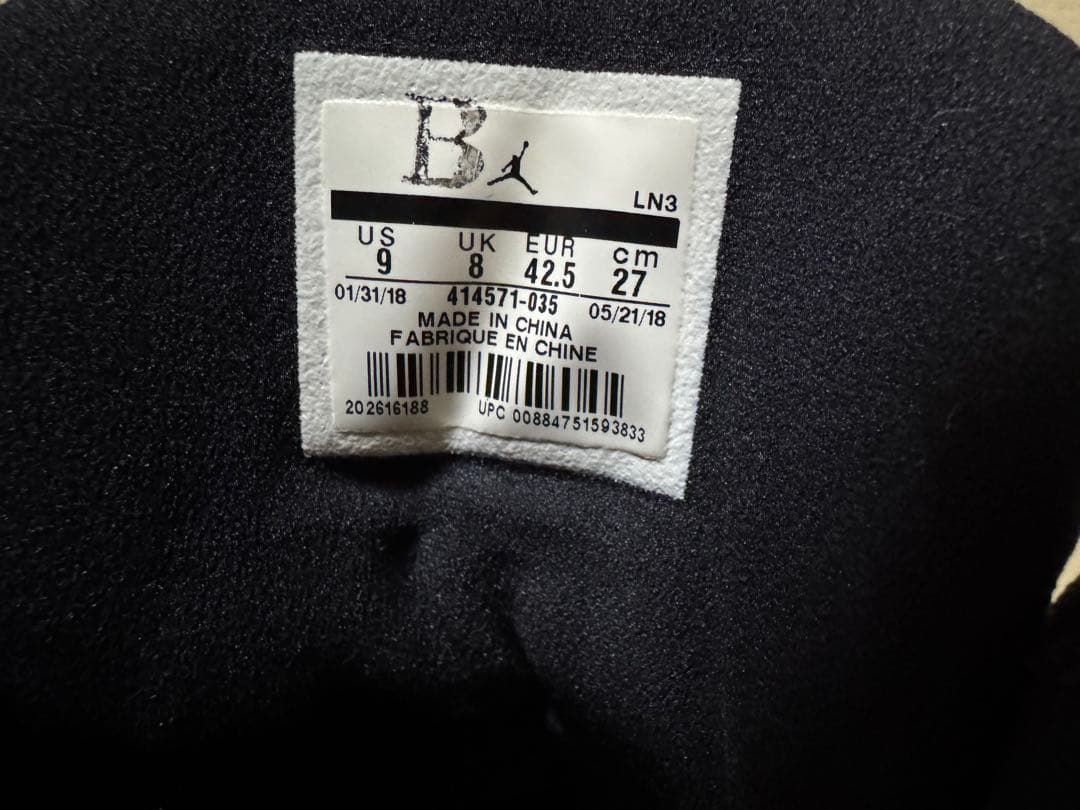 B
LN3
US UK EUR cm
9 8 42.5 27
01/31/18 414571-035 05/21/18
MADE IN CHINA
FABRIQUE EN CHINE
202616188 UPC 00884751593833